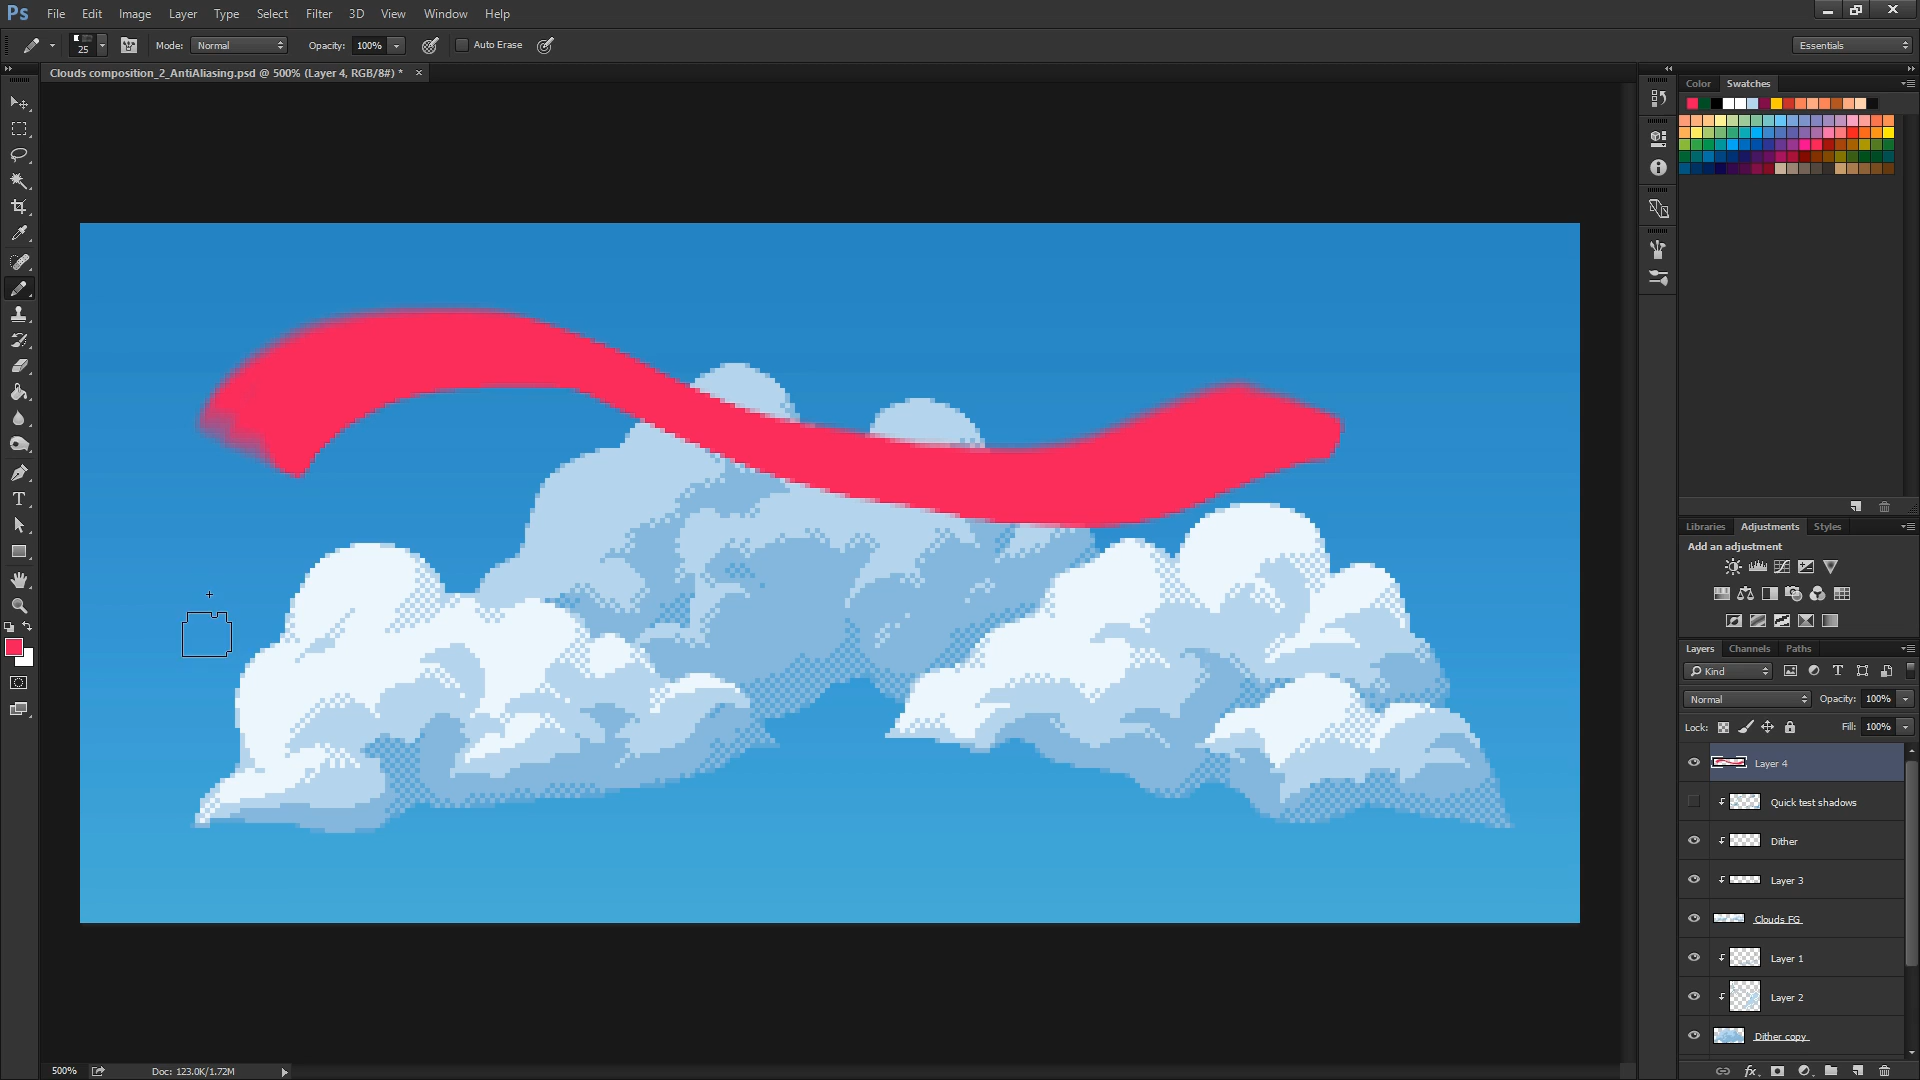 Ps File Edit Image Layer Type Select Filter 3D View Window Help
25 Mode: Normal Opacity: 100% Auto Erase Essentials
Clouds composition_2_AntiAliasing.psd @ 500% (Layer 4, RGB/8#) * ×
Color Swatches
Libraries Adjustments Styles
Add an adjustment
Layers Channels Paths
Kind
Normal Opacity: 100%
Lock: Fill: 100%
Layer 4
Quick test shadows
Dither
Layer 3
Clouds FG
Layer 1
Layer 2
Dither copy
500% Doc: 123.0K/1.72M
fx